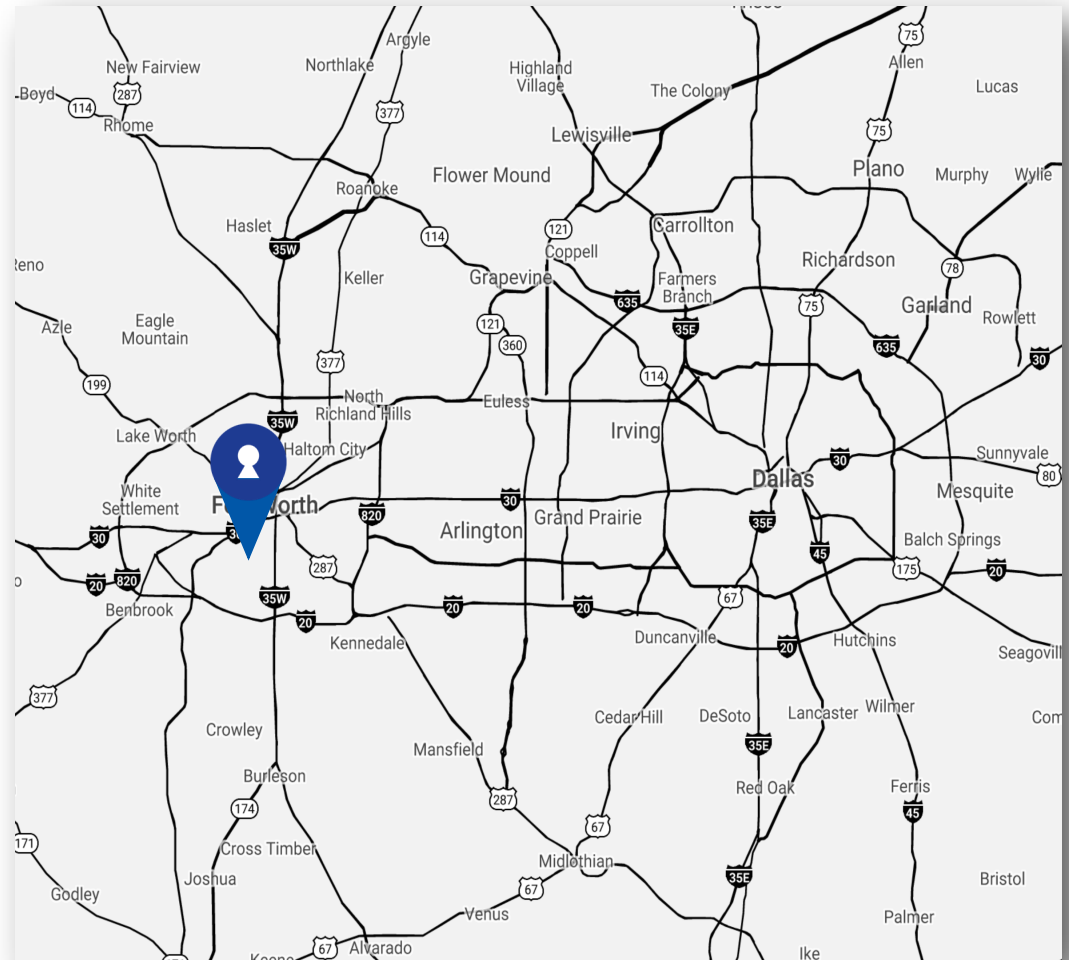 Argyle
75
New Fairview
Northlake
Highland
Village
Allen
Boyd
287
The Colony
Lucas
114
377
Rhome
Lewisville
75
Flower Mound
Plano
Murphy
Wylie
Roanoke
Haslet
121
Carrollton
114
35W
Coppell
Richardson
78
Keller
Grapevine
Farmers
Branch
635
75
Garland
Azle
Eagle
Mountain
121
35E
Rowlett
360
635
30
377
199
114
North
Richland Hills
Euless
35W
Lake Worth
Irving
Haltom City
30
Sunnyvale
80
White
Settlement
Dallas
Mesquite
30
820
Grand Prairie
35E
Arlington
30
45
Balch Springs
287
175
20
20
820
35W
67
Benbrook
20
20
20
Kennedale
Duncanville
Hutchins
20
377
Cedar Hill
DeSoto
Lancaster
Wilmer
Crowley
35E
Mansfield
Burleson
Red Oak
Ferris
287
174
45
67
171
Cross Timber
Midlothian
Joshua
35E
Godley
67
Bristol
Venus
Palmer
67
Alvarado
Ike